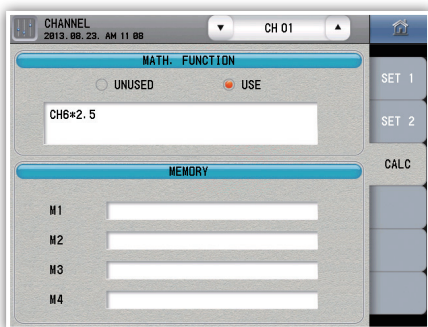 CHANNEL
2013.08.23. AM 11 08
▼ CH 01 ▲
MATH. FUNCTION
UNUSED USE
CH6*2.5
MEMORY
M1
M2
M3
M4
SET 1
SET 2
CALC